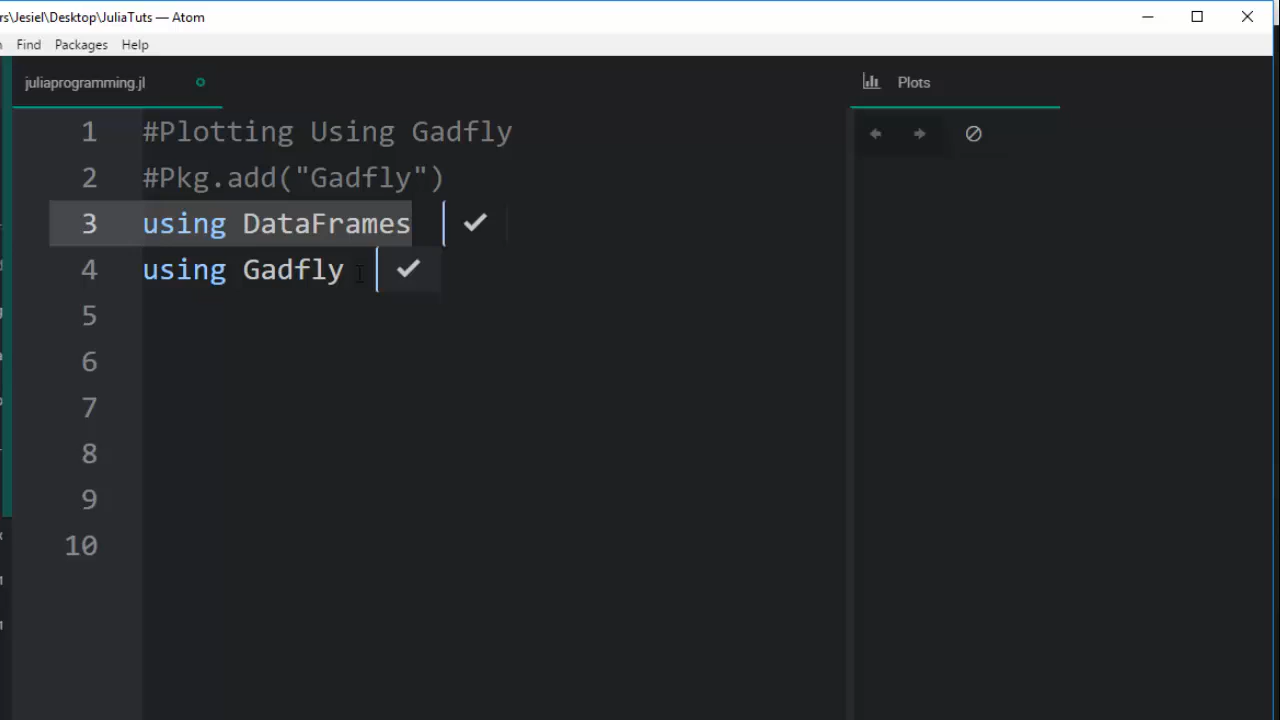 rs\Jesiel\Desktop\JuliaTuts — Atom
Find Packages Help
juliaprogramming.jl
Plots
1 #Plotting Using Gadfly
2 #Pkg.add("Gadfly")
3 using DataFrames
4 using Gadfly
5
6
7
8
9
10